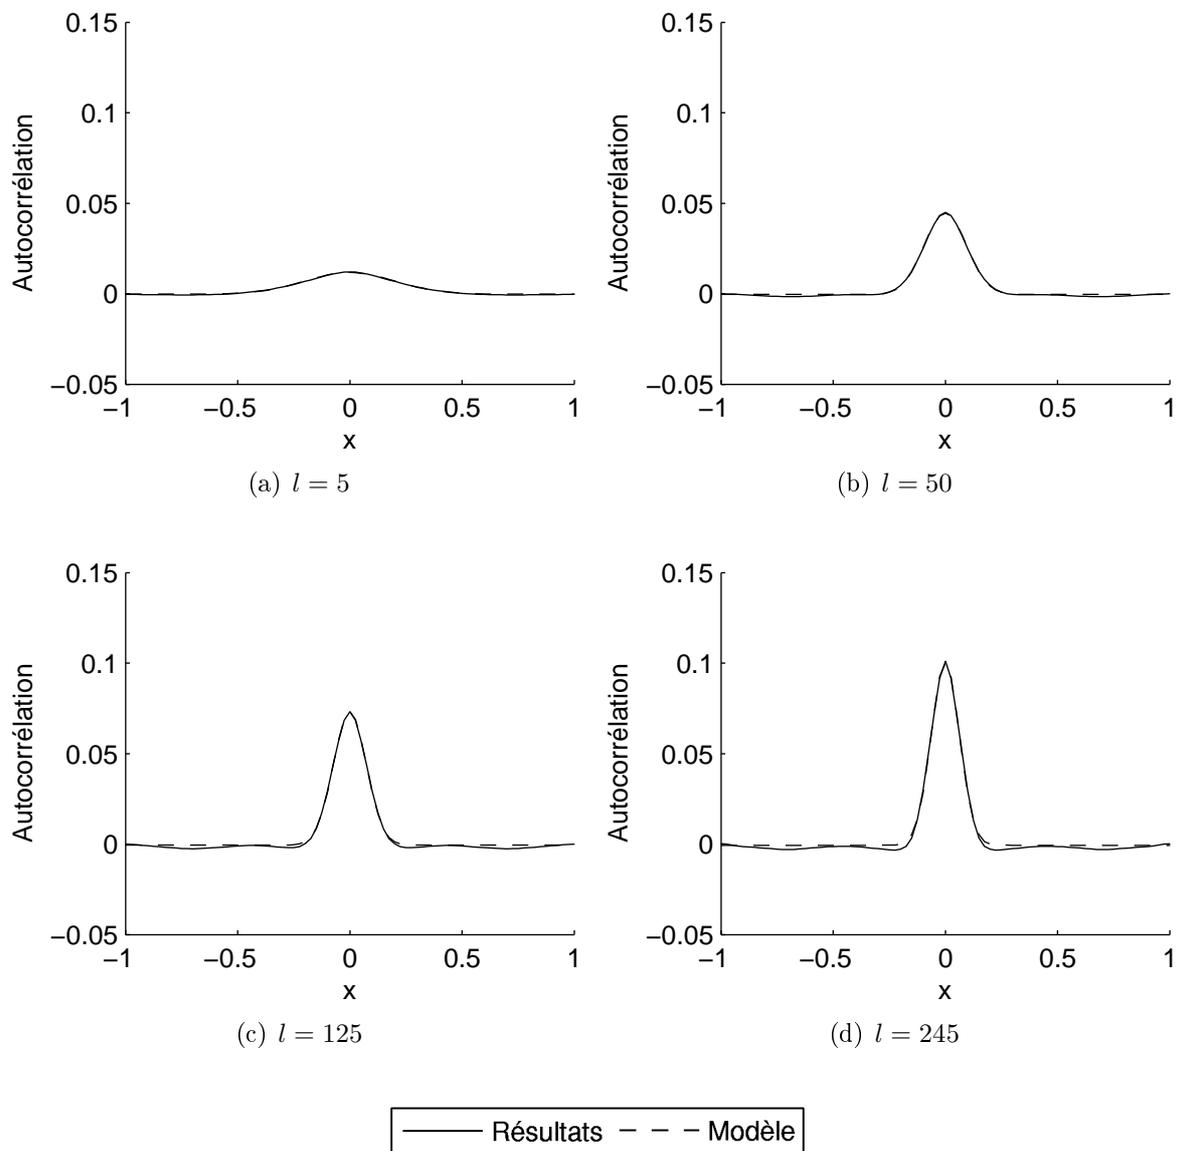 0.15
0.1
0.05
0
−0.05
Autocorrélation
−1 −0.5 0 0.5 1
x
(a) l = 5
0.15
0.1
0.05
0
−0.05
Autocorrélation
−1 −0.5 0 0.5 1
x
(b) l = 50
0.15
0.1
0.05
0
−0.05
Autocorrélation
−1 −0.5 0 0.5 1
x
(c) l = 125
0.15
0.1
0.05
0
−0.05
Autocorrélation
−1 −0.5 0 0.5 1
x
(d) l = 245
Résultats Modèle